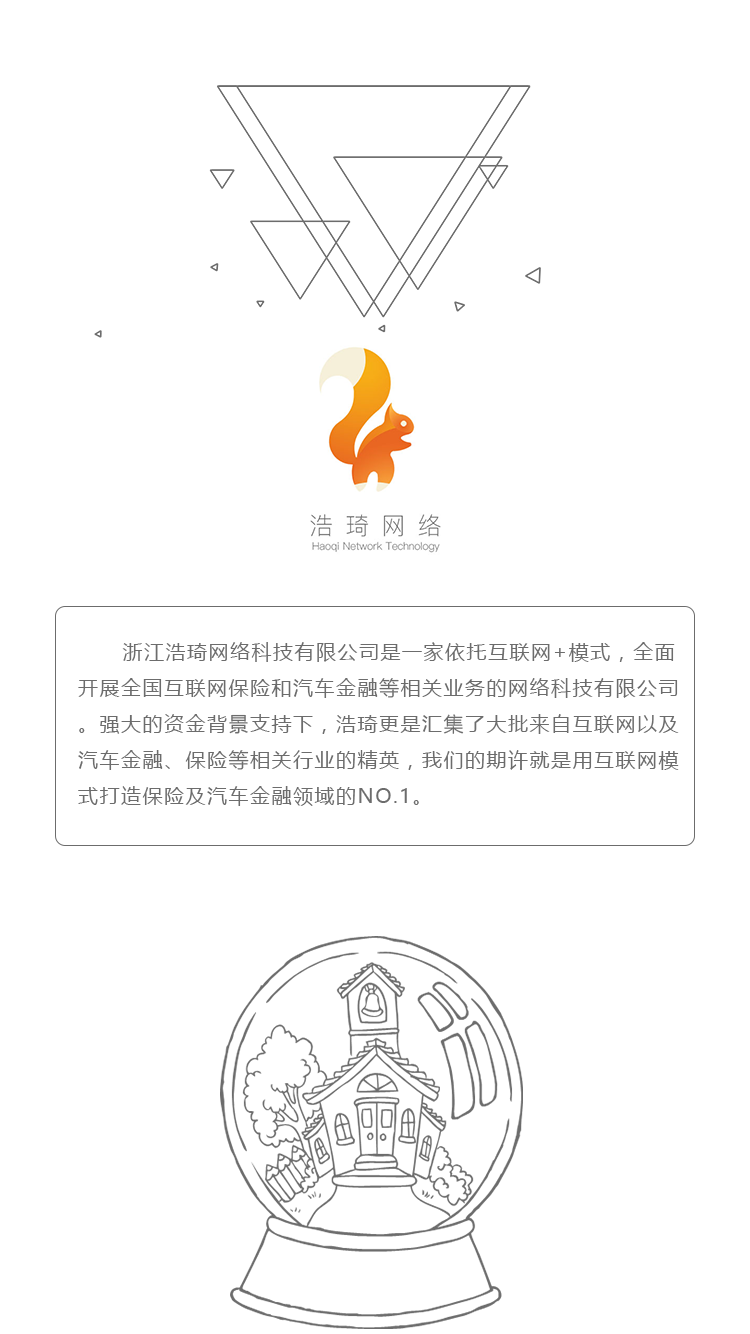 浩琦网络
Haoqi Network Technology
浙江浩琦网络科技有限公司是一家依托互联网+模式，全面
开展全国互联网保险和汽车金融等相关业务的网络科技有限公司
。强大的资金背景支持下，浩琦更是汇集了大批来自互联网以及
汽车金融、保险等相关行业的精英，我们的期许就是用互联网模
式打造保险及汽车金融领域的NO.1。